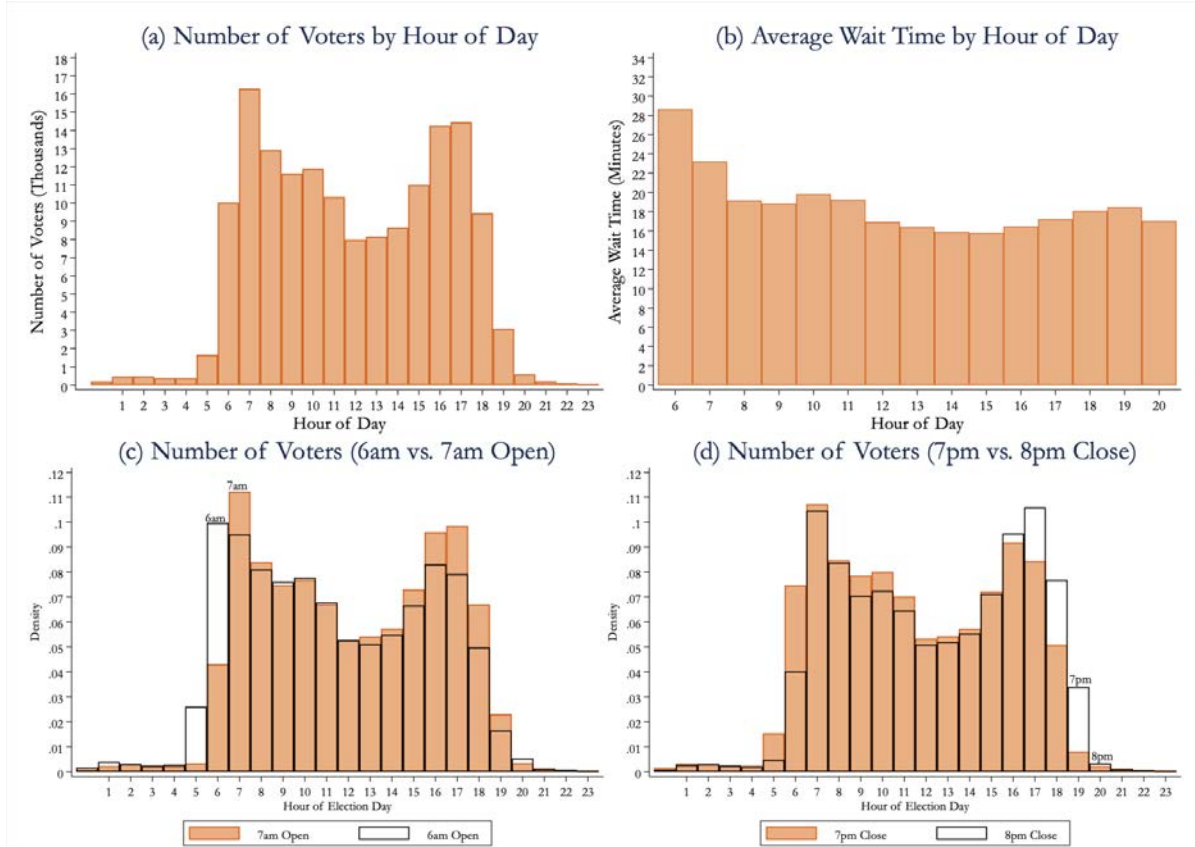 (a) Number of Voters by Hour of Day
Number of Voters (Thousands)
18
17
16
15
14
13
12
11
10
9
8
7
6
5
4
3
2
1
0
1 2 3 4 5 6 7 8 9 10 11 12 13 14 15 16 17 18 19 20 21 22 23
Hour of Day
(b) Average Wait Time by Hour of Day
Average Wait Time (Minutes)
34
32
30
28
26
24
22
20
18
16
14
12
10
8
6
4
2
0
6 7 8 9 10 11 12 13 14 15 16 17 18 19 20
Hour of Day
(c) Number of Voters (6am vs. 7am Open)
Density
.12
.11
.1
.09
.08
.07
.06
.05
.04
.03
.02
.01
0
7am
6am
1 2 3 4 5 6 7 8 9 10 11 12 13 14 15 16 17 18 19 20 21 22 23
Hour of Election Day
7am Open 6am Open
(d) Number of Voters (7pm vs. 8pm Close)
Density
.12
.11
.1
.09
.08
.07
.06
.05
.04
.03
.02
.01
0
7pm
8pm
1 2 3 4 5 6 7 8 9 10 11 12 13 14 15 16 17 18 19 20 21 22 23
Hour of Election Day
7pm Close 8pm Close